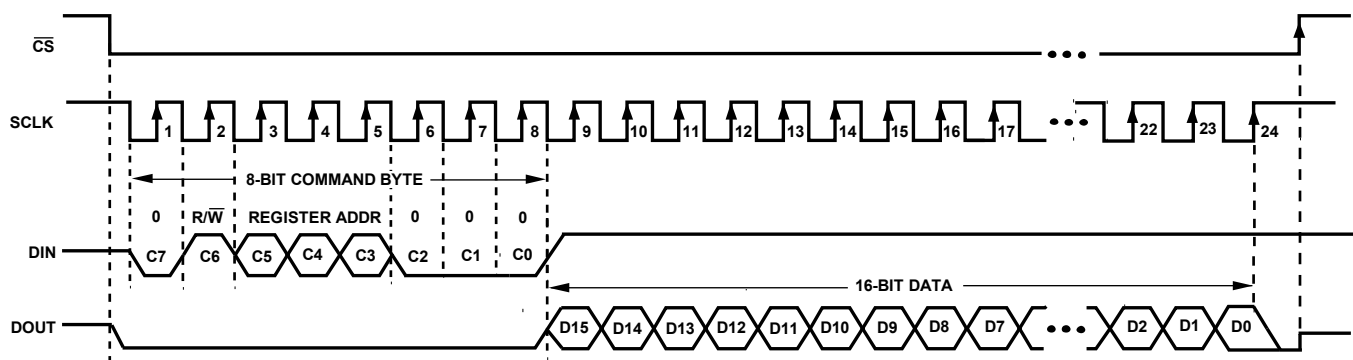 CS
SCLK
1 2 3 4 5 6 7 8 9 10 11 12 13 14 15 16 17 22 23 24
8-BIT COMMAND BYTE
0 R/W REGISTER ADDR 0 0 0
DIN
C7 C6 C5 C4 C3 C2 C1 C0
16-BIT DATA
DOUT
D15 D14 D13 D12 D11 D10 D9 D8 D7 D2 D1 D0